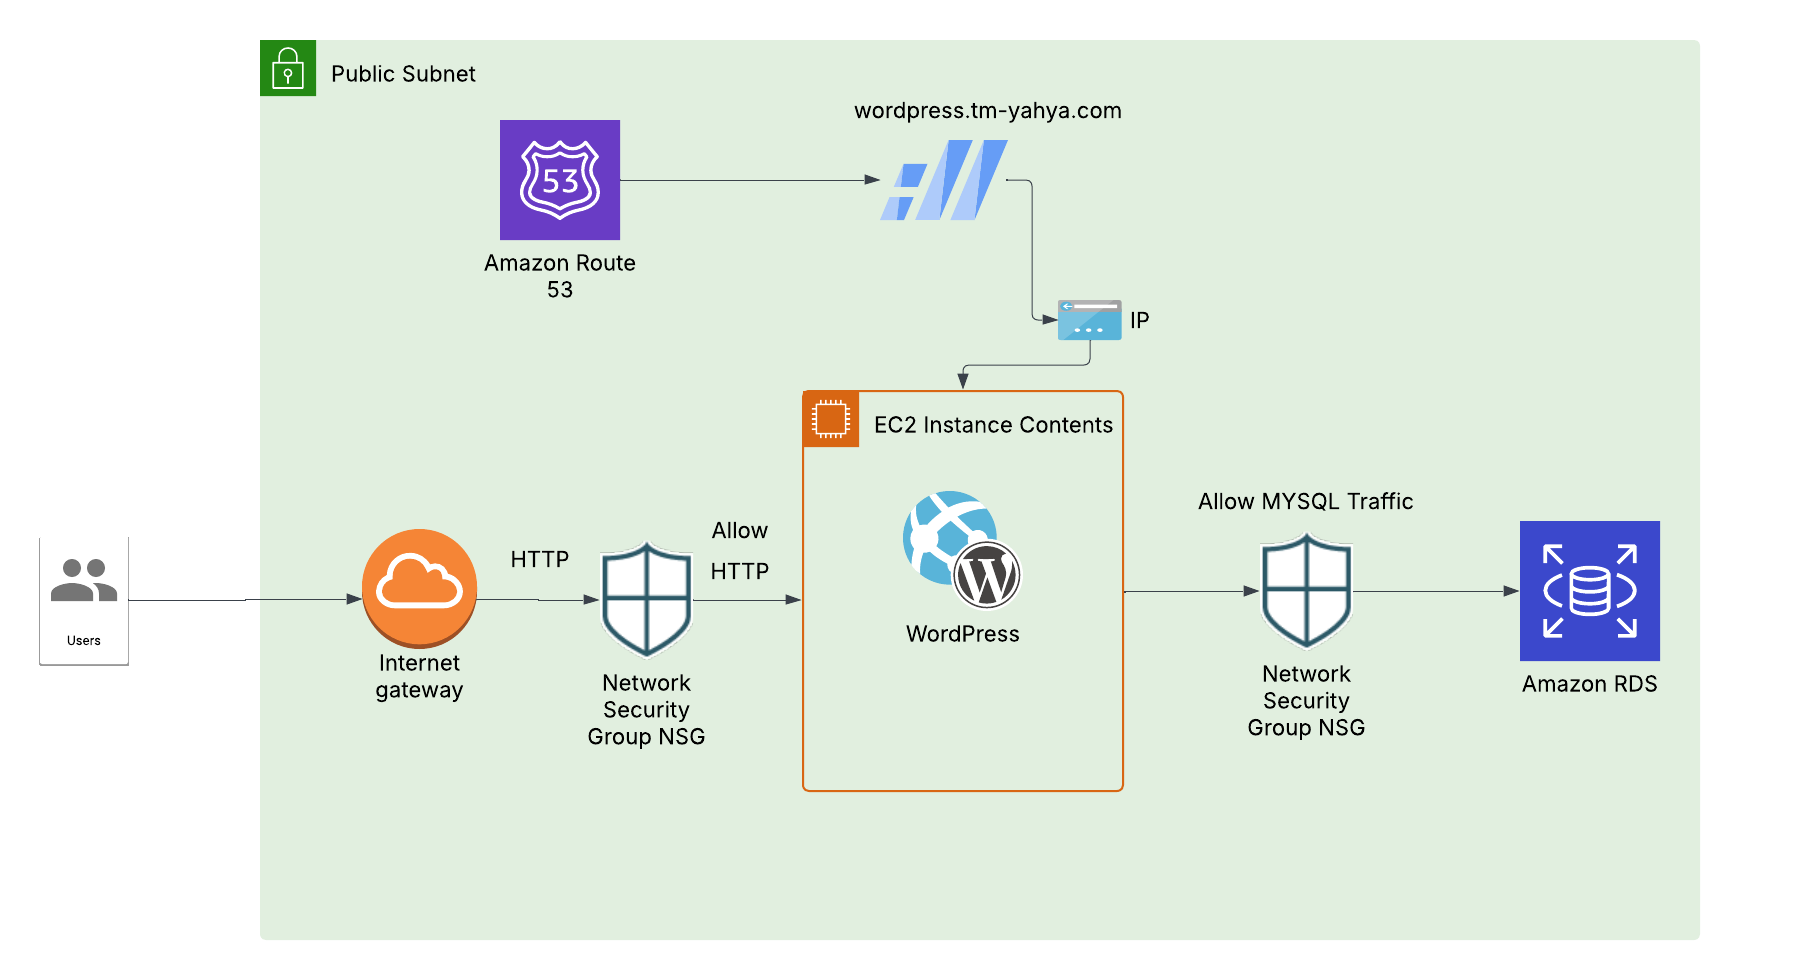 Public Subnet
wordpress.tm-yahya.com
53
Amazon Route
53
IP
EC2 Instance Contents
Allow MYSQL Traffic
Allow
HTTP
HTTP
Users
W
WordPress
Internet
gateway
Network
Security
Group NSG
Network
Security
Group NSG
Amazon RDS